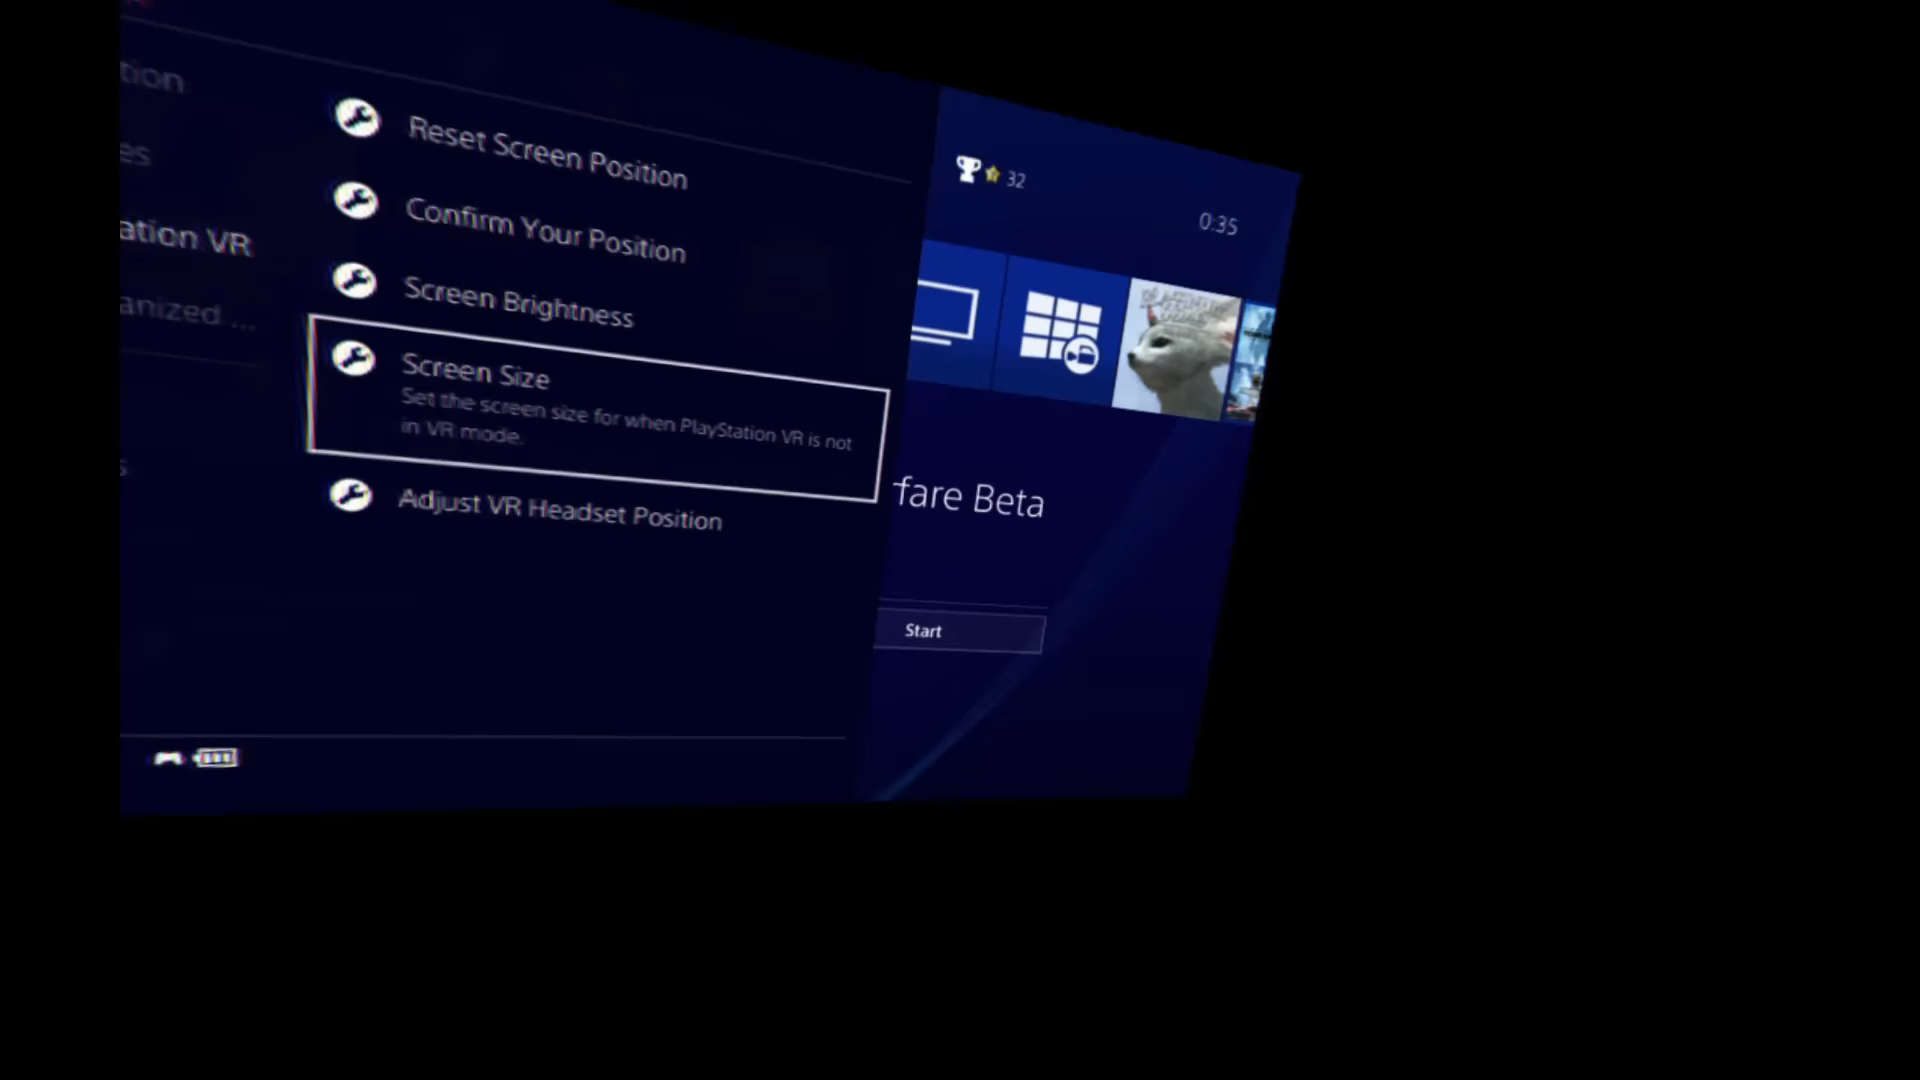 tion
es
ation VR
anized ...
s
Reset Screen Position
Confirm Your Position
Screen Brightness
Screen Size
Set the screen size for when PlayStation VR is not
in VR mode.
Adjust VR Headset Position
32
0:35
rfare Beta
Start